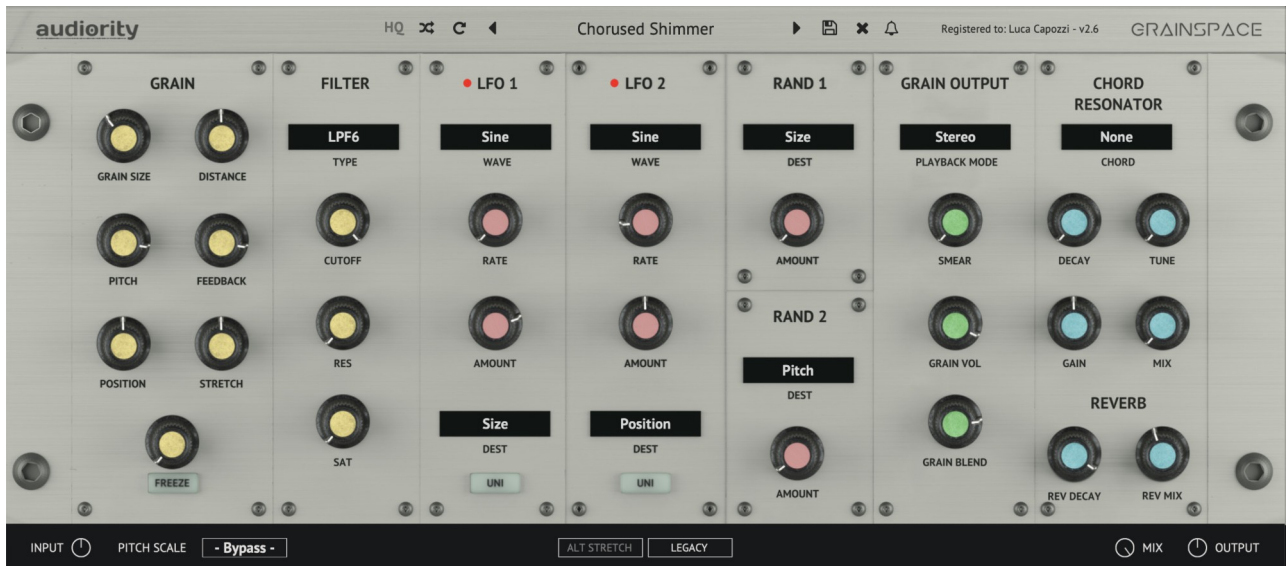 audiority
HQ
Chorused Shimmer
Registered to: Luca Capozzi - v2.6
GRAINSPACE
GRAIN
GRAIN SIZE
DISTANCE
PITCH
FEEDBACK
POSITION
STRETCH
FREEZE
FILTER
LPF6
TYPE
CUTOFF
RES
SAT
LFO 1
Sine
WAVE
RATE
AMOUNT
Size
DEST
UNI
LFO 2
Sine
WAVE
RATE
AMOUNT
Position
DEST
UNI
RAND 1
Size
DEST
AMOUNT
RAND 2
Pitch
DEST
AMOUNT
GRAIN OUTPUT
Stereo
PLAYBACK MODE
SMEAR
GRAIN VOL
GRAIN BLEND
CHORD
RESONATOR
None
CHORD
DECAY
TUNE
GAIN
MIX
REVERB
REV DECAY
REV MIX
INPUT
PITCH SCALE
- Bypass -
ALT STRETCH
LEGACY
MIX
OUTPUT